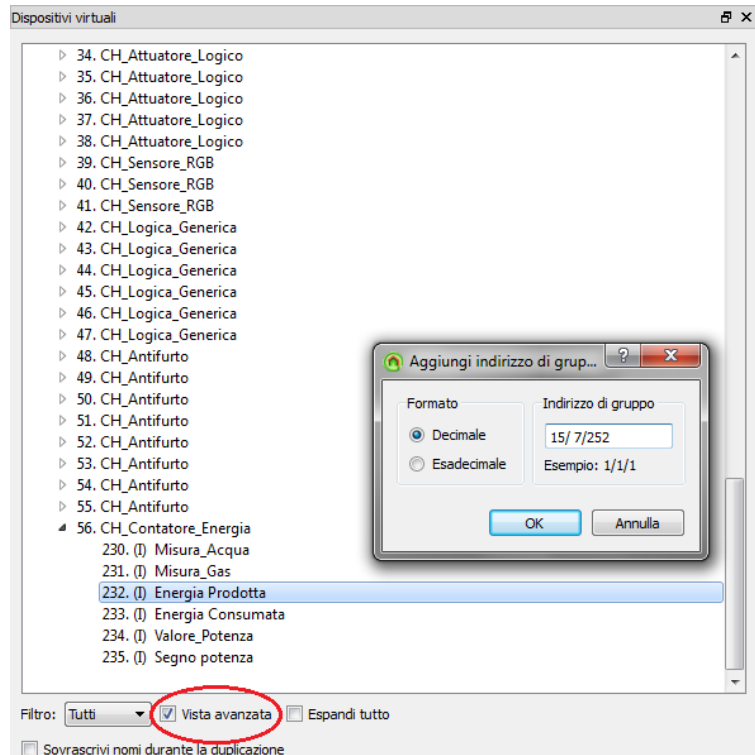 Dispositivi virtuali
34. CH_Attuatore_Logico
35. CH_Attuatore_Logico
36. CH_Attuatore_Logico
37. CH_Attuatore_Logico
38. CH_Attuatore_Logico
39. CH_Sensore_RGB
40. CH_Sensore_RGB
41. CH_Sensore_RGB
42. CH_Logica_Generica
43. CH_Logica_Generica
44. CH_Logica_Generica
45. CH_Logica_Generica
46. CH_Logica_Generica
47. CH_Logica_Generica
48. CH_Antifurto
49. CH_Antifurto
50. CH_Antifurto
51. CH_Antifurto
52. CH_Antifurto
53. CH_Antifurto
54. CH_Antifurto
55. CH_Antifurto
56. CH_Contatore_Energia
230. (I) Misura_Acqua
231. (I) Misura_Gas
232. (I) Energia Prodotta
233. (I) Energia Consumata
234. (I) Valore_Potenza
235. (I) Segno potenza
Aggiungi indirizzo di grup...
Formato
Decimale
Esadecimale
Indirizzo di gruppo
15/ 7/252
Esempio: 1/1/1
OK Annulla
Filtro: Tutti Vista avanzata Espandi tutto
Sovrascrivi nomi durante la duplicazione